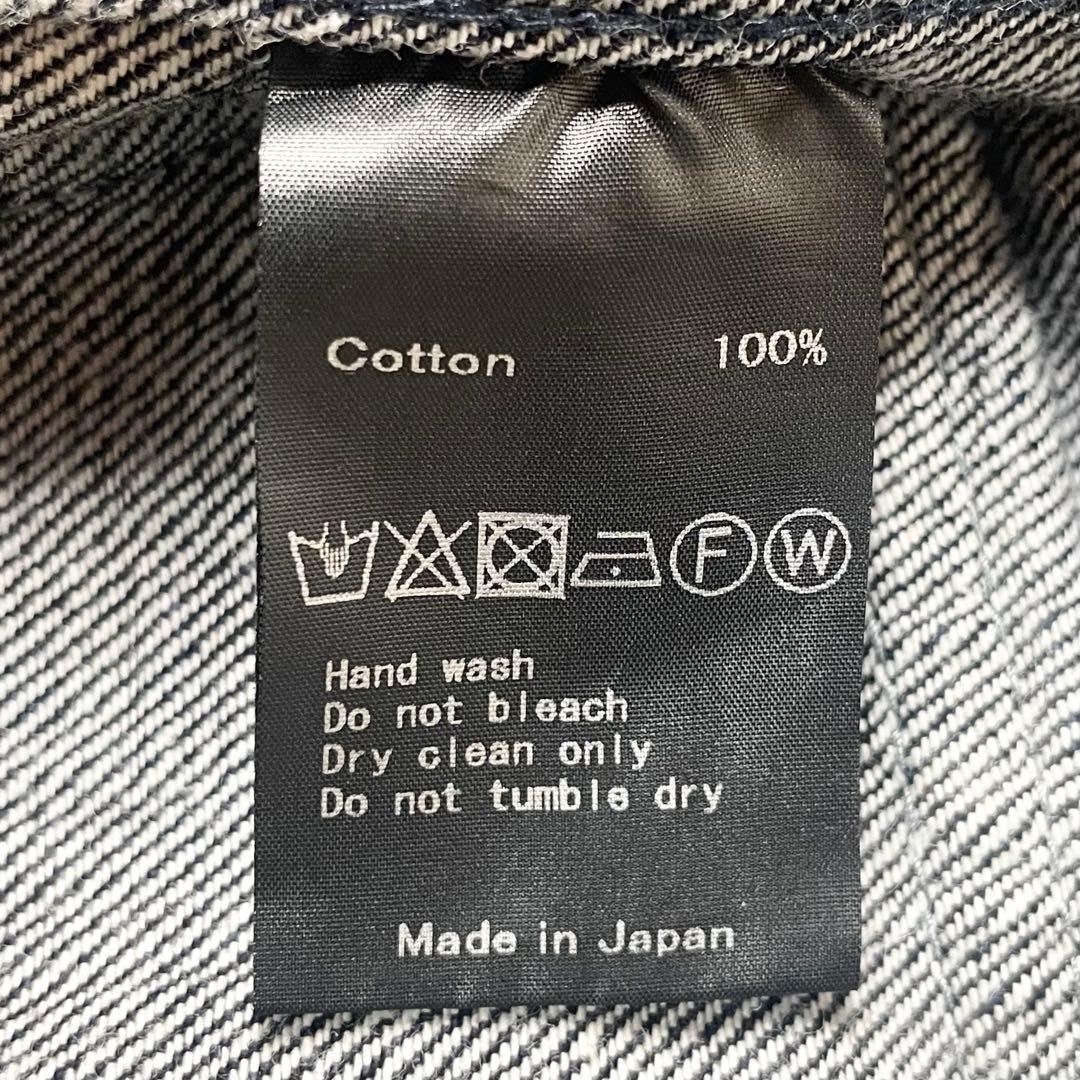 Cotton 100%
F W
Hand wash
Do not bleach
Dry clean only
Do not tumble dry
Made in Japan